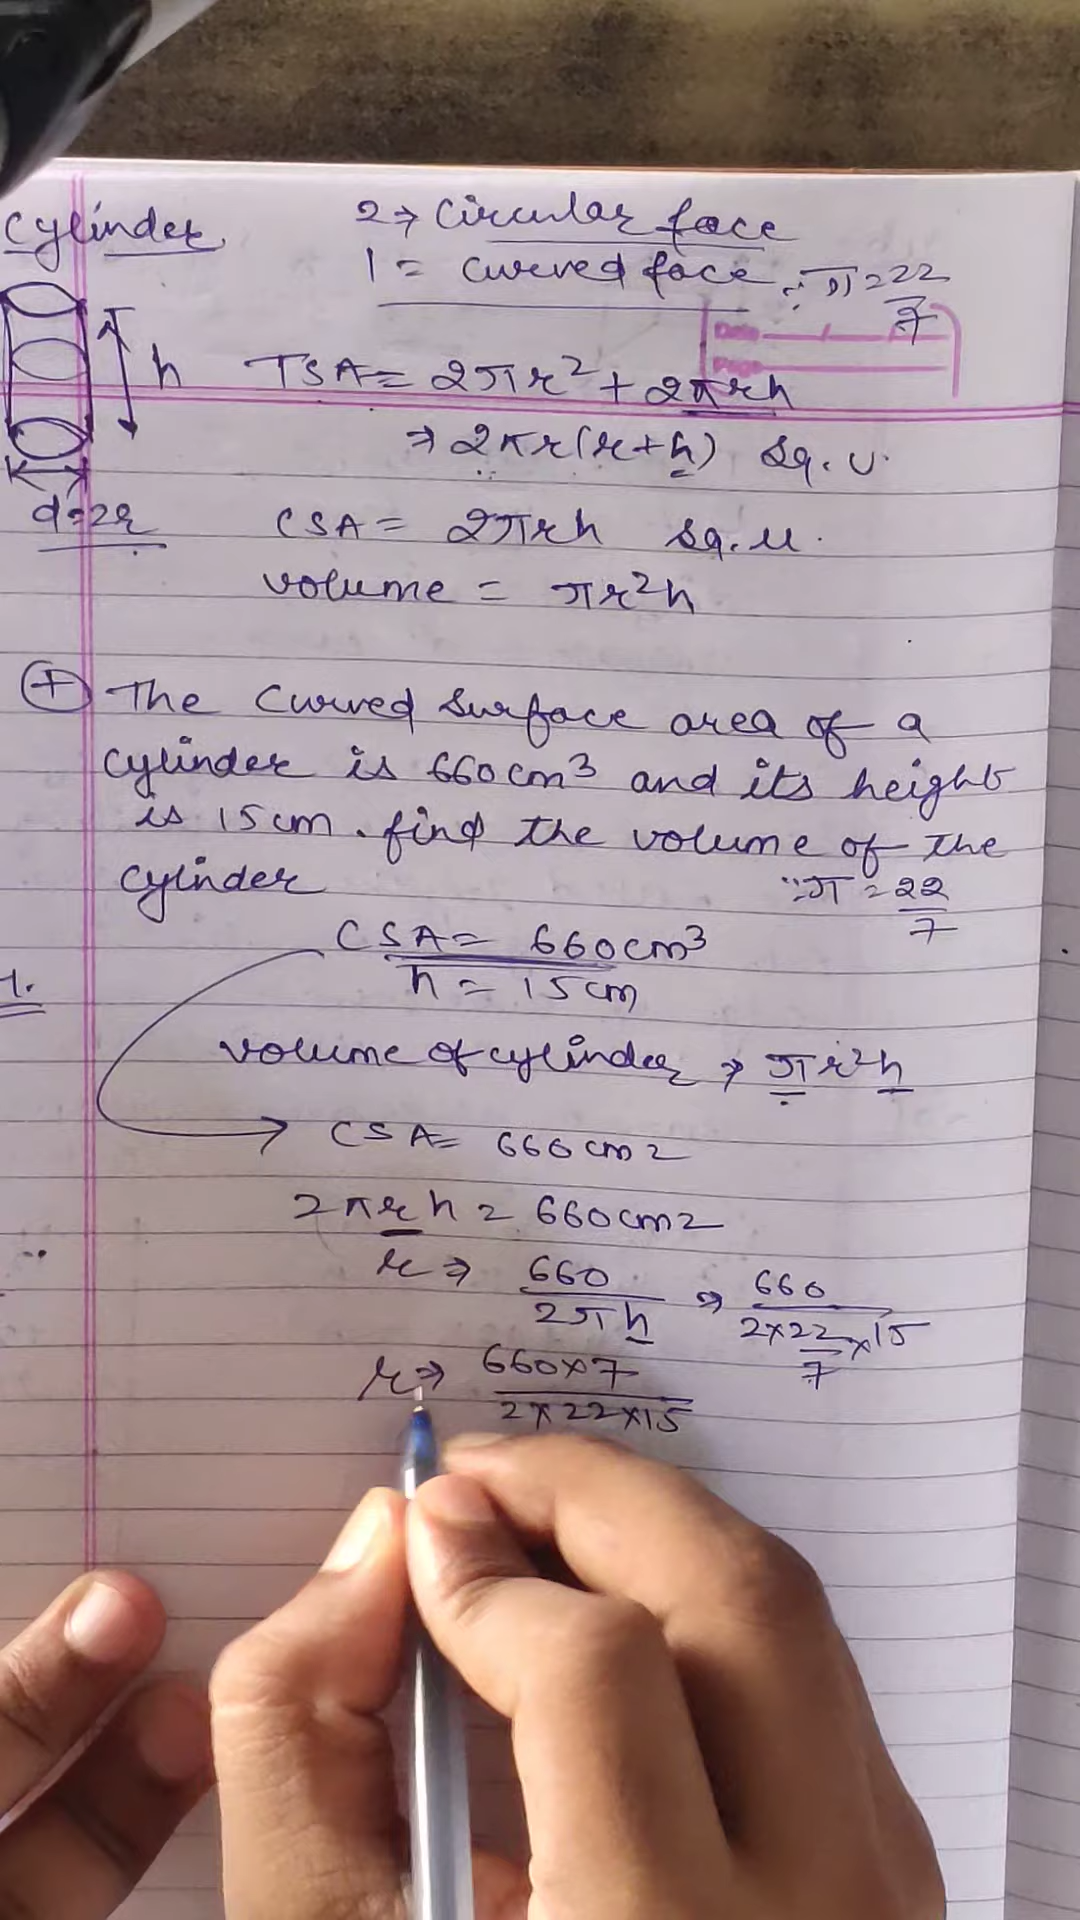 Cylinder
2 → Circular face
1 = curved face ∵ π = 22/7
Date
Page
h
TSA = 2πr² + 2πrh
⇒ 2πr(r+h) sq. u.
d=2r
CSA = 2πrh sq. u.
volume = πr²h
The curved surface area of a
cylinder is 660cm³ and its height
is 15cm. find the volume of the
cylinder
∵ π = 22/7
CSA = 660cm³
h = 15cm
volume of cylinder ⇒ πr²h
CSA = 660cm2
2πrh = 660cm2
r ⇒ 660/2πh ⇒ 660/2×22/7×15
r ⇒ 660×7/2×22×15